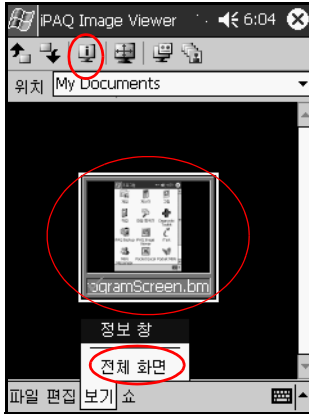 iPAQ Image Viewer 6:04
위치 My Documents
ogramScreen.bm
정보 창
전체 화면
파일 편집 보기 쇼